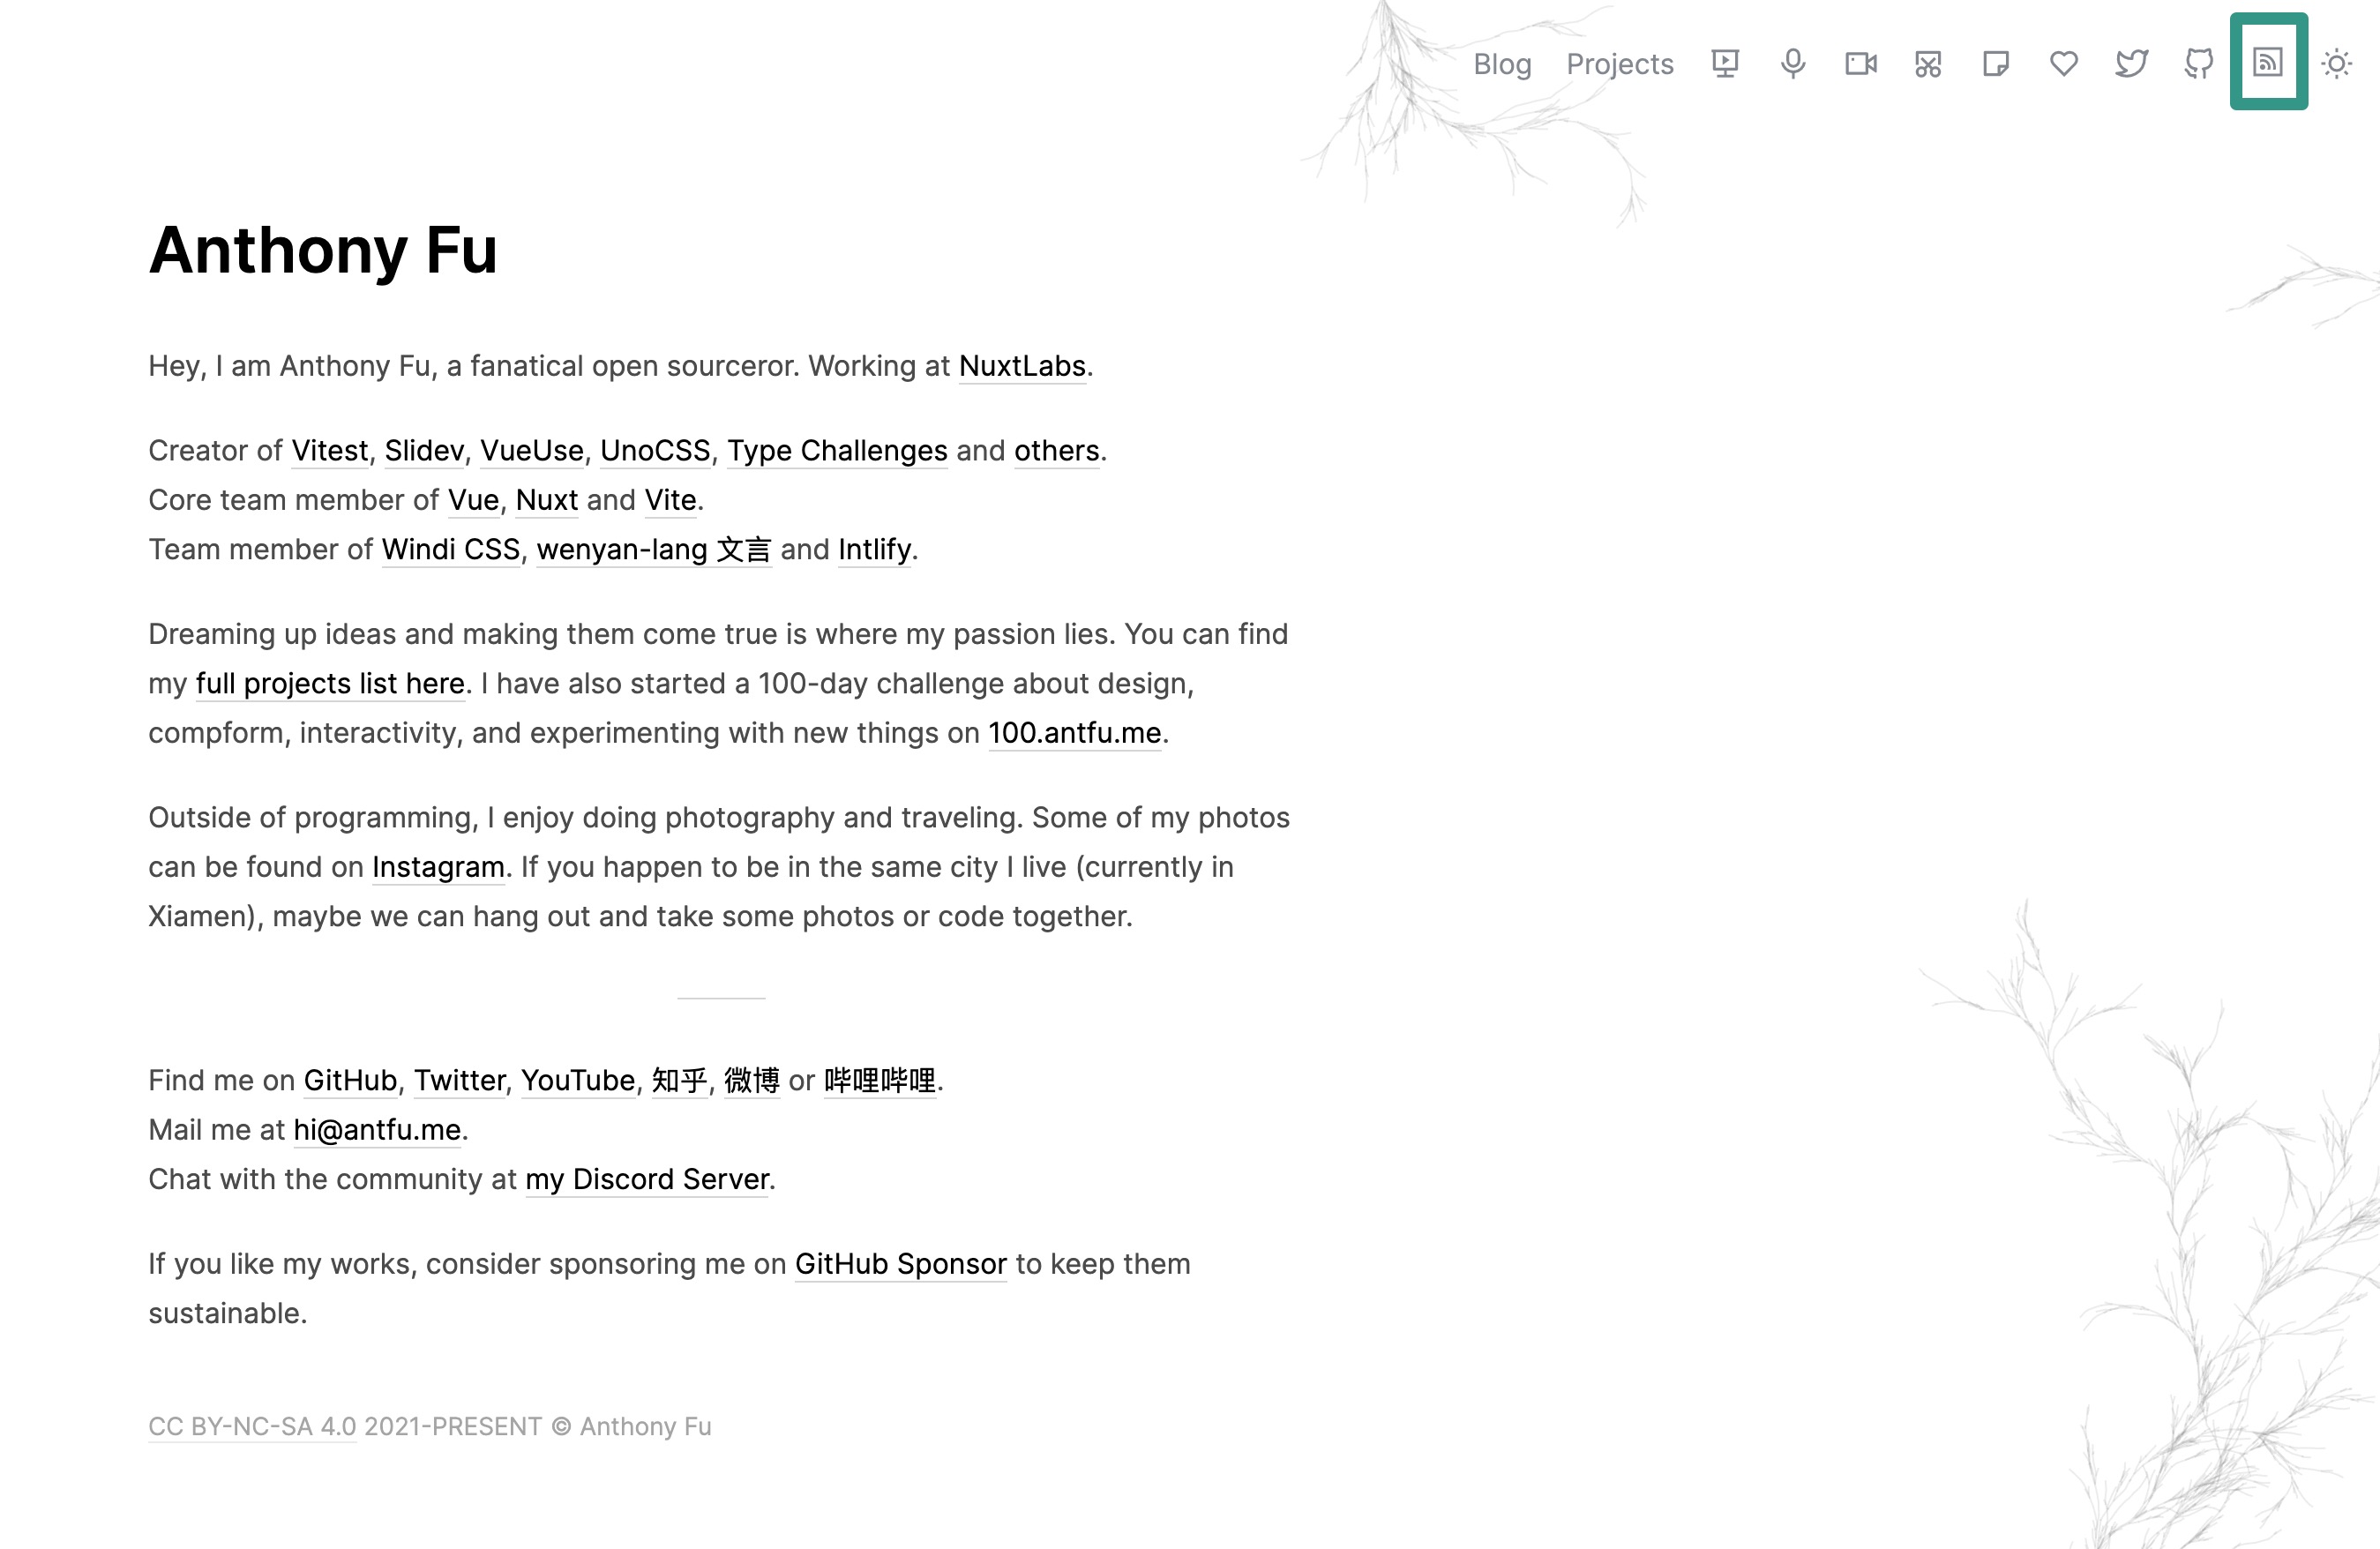 Blog Projects
Anthony Fu
Hey, I am Anthony Fu, a fanatical open sourceror. Working at NuxtLabs.
Creator of Vitest, Slidev, VueUse, UnoCSS, Type Challenges and others.
Core team member of Vue, Nuxt and Vite.
Team member of Windi CSS, wenyan-lang 文言 and Intlify.
Dreaming up ideas and making them come true is where my passion lies. You can find
my full projects list here. I have also started a 100-day challenge about design,
compform, interactivity, and experimenting with new things on 100.antfu.me.
Outside of programming, I enjoy doing photography and traveling. Some of my photos
can be found on Instagram. If you happen to be in the same city I live (currently in
Xiamen), maybe we can hang out and take some photos or code together.
Find me on GitHub, Twitter, YouTube, 知乎, 微博 or 哔哩哔哩.
Mail me at hi@antfu.me.
Chat with the community at my Discord Server.
If you like my works, consider sponsoring me on GitHub Sponsor to keep them
sustainable.
CC BY-NC-SA 4.0 2021-PRESENT © Anthony Fu